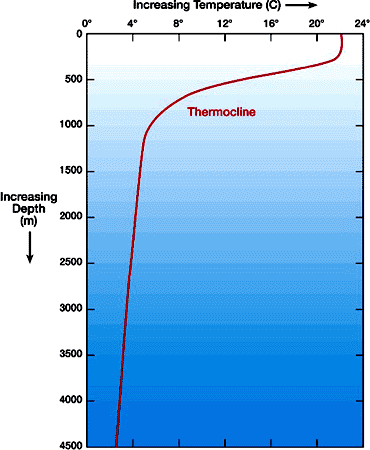 Increasing Temperature (C)
0° 4° 8° 12° 16° 20° 24°
0
500
Thermocline
1000
1500
Increasing
Depth
(m)
2000
2500
3000
3500
4000
4500